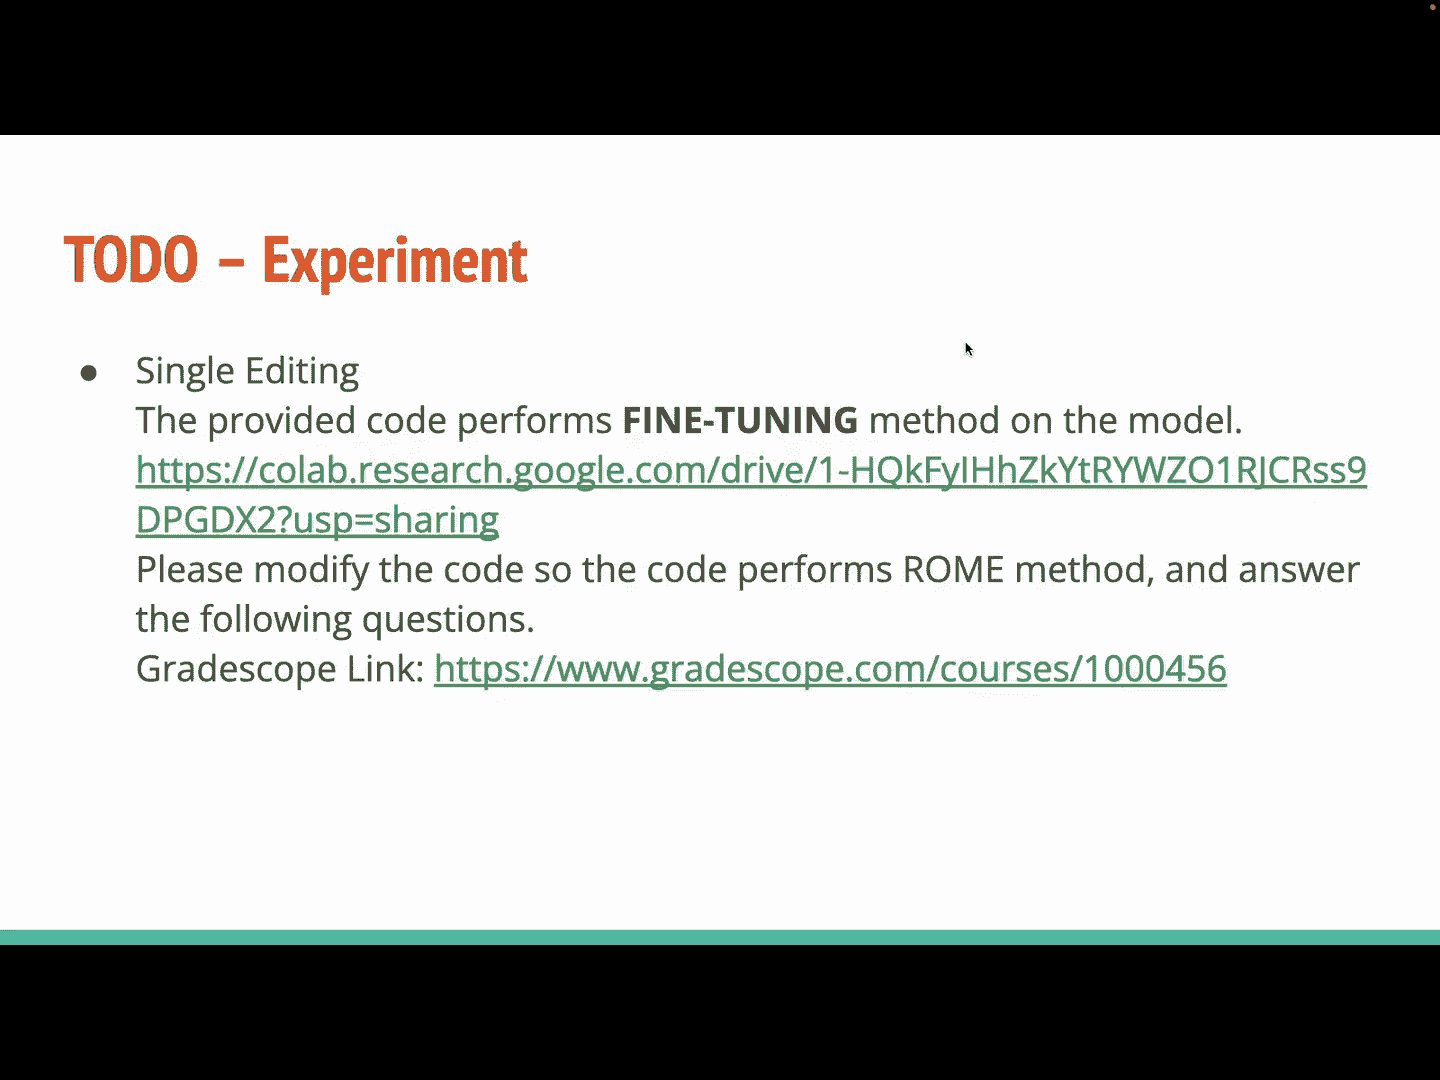 TODO – Experiment
● Single Editing
The provided code performs FINE-TUNING method on the model.
https://colab.research.google.com/drive/1-HQkFyIHhZkYtRYWZO1RJCRss9
DPGDX2?usp=sharing
Please modify the code so the code performs ROME method, and answer
the following questions.
Gradescope Link: https://www.gradescope.com/courses/1000456